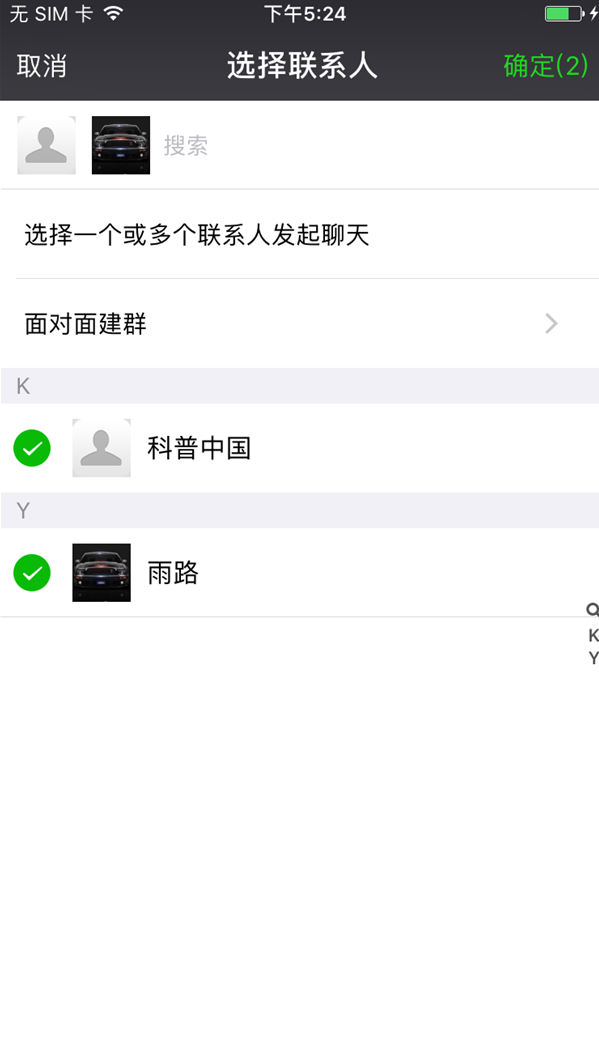 无 SIM 卡 下午5:24
取消 选择联系人 确定(2)
搜索
选择一个或多个联系人发起聊天
面对面建群
K
科普中国
Y
雨路
K
Y